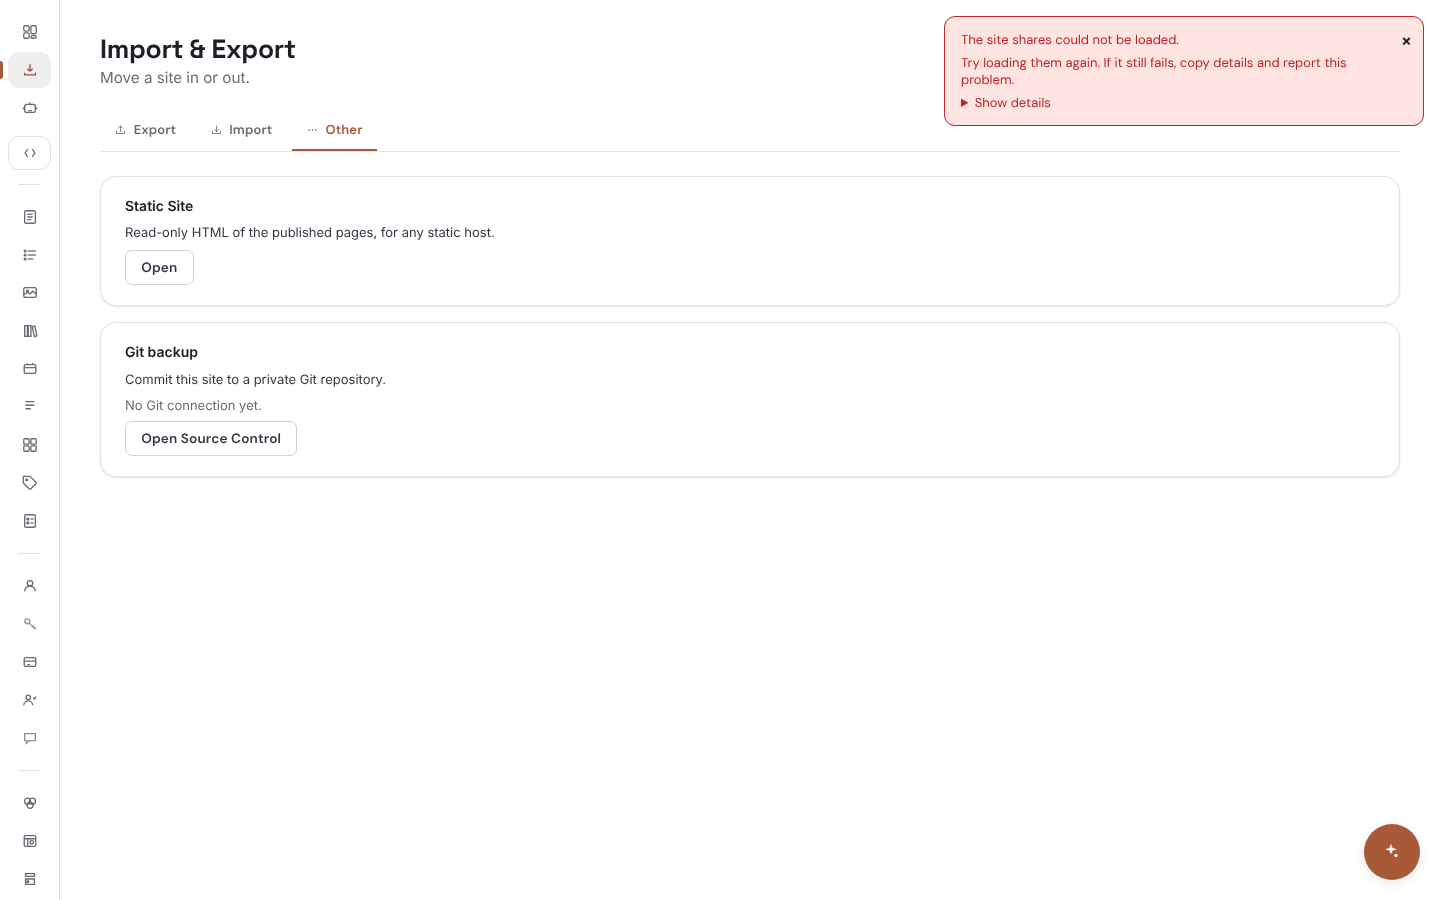 Import & Export
Move a site in or out.
The site shares could not be loaded.
Try loading them again. If it still fails, copy details and report this
problem.
Show details
Export
Import
Other
Static Site
Read-only HTML of the published pages, for any static host.
Open
Git backup
Commit this site to a private Git repository.
No Git connection yet.
Open Source Control